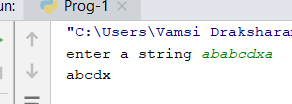 un: Prog-1
"C:\Users\Vamsi Draksharam
enter a string ababcdxa
abcdx